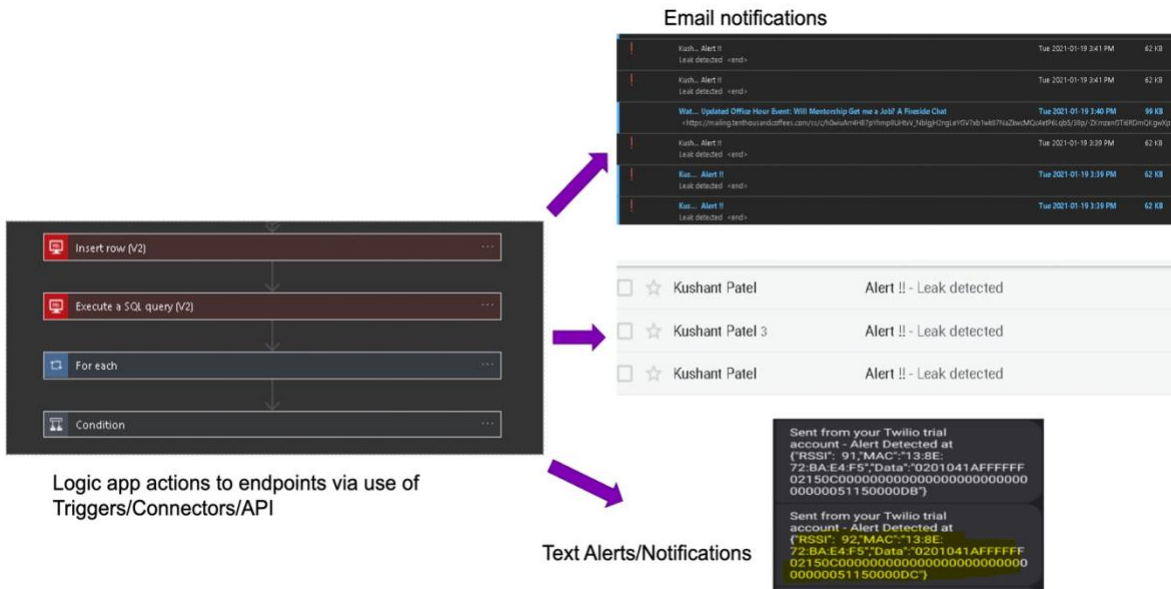 Email notifications
Kush... Alert !!
Tue 2021-01-19 3:41 PM
62 KB
Leak detected <end>
Kush... Alert !!
Tue 2021-01-19 3:41 PM
62 KB
Leak detected <end>
Wat... Updated Office Hour Event: Will Mentorship Get me a Job? A Fireside Chat
Tue 2021-01-19 3:40 PM
99 KB
Kush... Alert !!
Tue 2021-01-19 3:39 PM
62 KB
Leak detected <end>
Kus... Alert !!
Tue 2021-01-19 3:39 PM
62 KB
Leak detected <end>
Kus... Alert !!
Tue 2021-01-19 3:39 PM
62 KB
Leak detected <end>
Insert row (V2)
Execute a SQL query (V2)
For each
Condition
Logic app actions to endpoints via use of
Triggers/Connectors/API
Kushant Patel Alert !! - Leak detected
Kushant Patel 3 Alert !! - Leak detected
Kushant Patel Alert !! - Leak detected
Text Alerts/Notifications
Sent from your Twilio trial
account - Alert Detected at
{"RSSI": 91,"MAC":"13:8E:
72:BA:E4:F5","Data":"0201041AFFFFFF
Sent from your Twilio trial
account - Alert Detected at
{"RSSI": 92,"MAC":"13:8E:
72:BA:E4:F5","Data":"0201041AFFFFFF